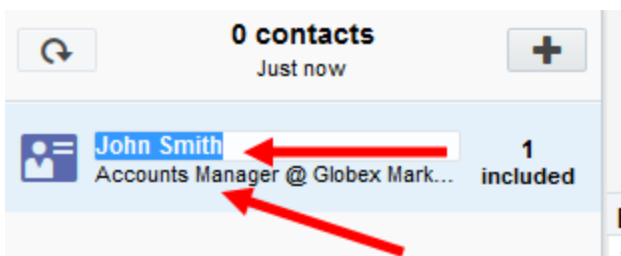 0 contacts
Just now
John Smith
1
Accounts Manager @ Globex Mark...
included